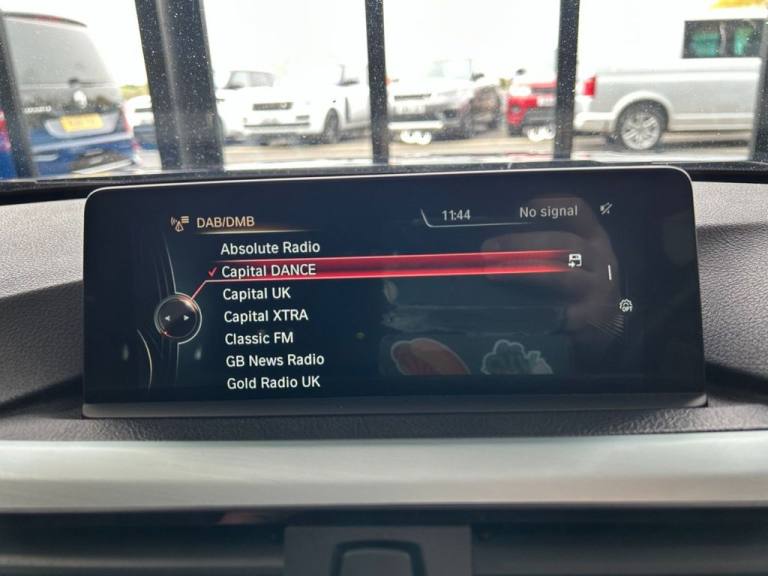 DAB/DMB
11:44
No signal
Absolute Radio
Capital DANCE
Capital UK
Capital XTRA
Classic FM
GB News Radio
Gold Radio UK
OPT